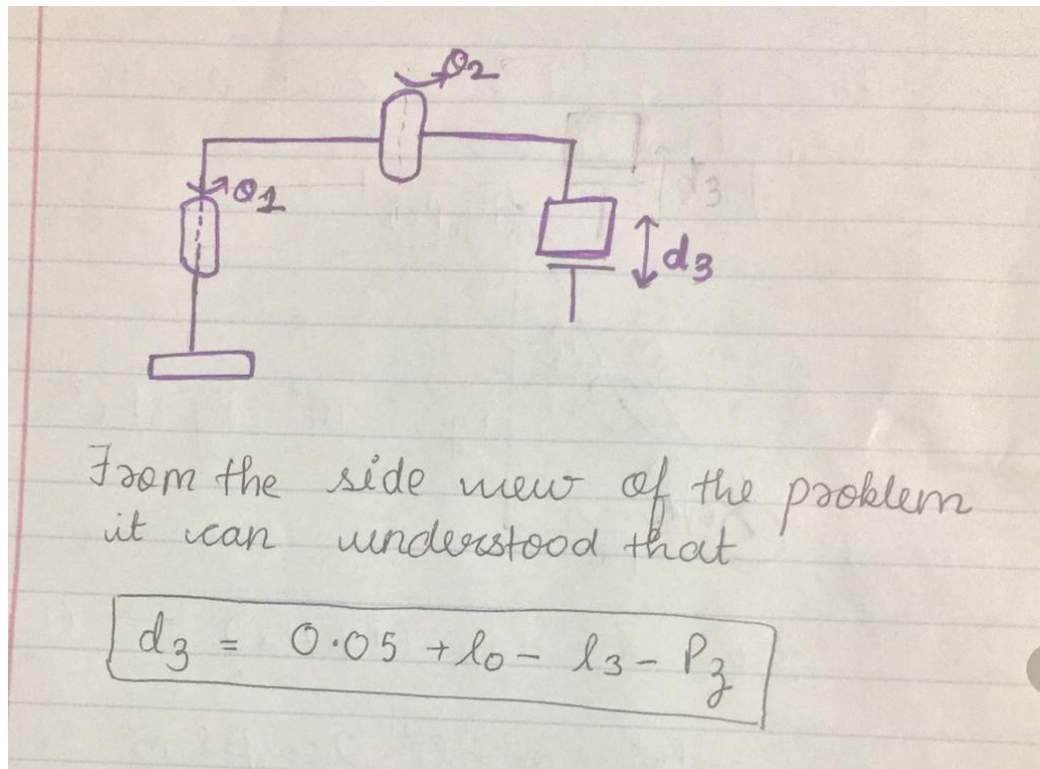 θ2
θ1
d3
From the side view of the problem
it can understood that
d3 = 0.05 + l0 - l3 - Pz